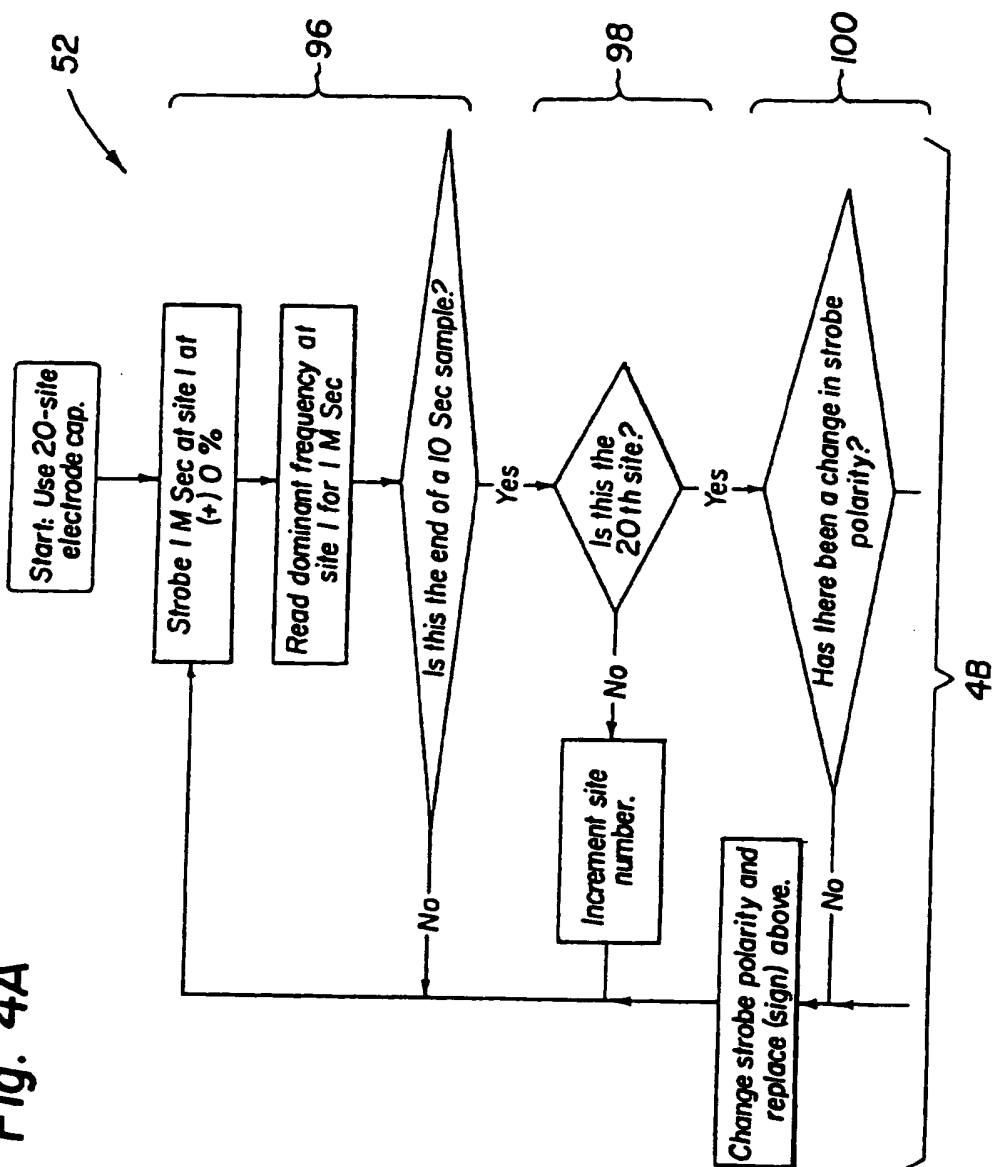 Fig. 4A
52
Start: Use 20-site
electrode cap.
Strobe 1 M Sec at site 1 at
(+) 0 %
Read dominant frequency at
site 1 for 1 M Sec
96
Is this the end of a 10 Sec sample?
No
Yes
Is this the
20th site?
98
No
Increment site
number.
Yes
Has there been a change in strobe
polarity?
100
No
Change strobe polarity and
replace (sign) above.
4B